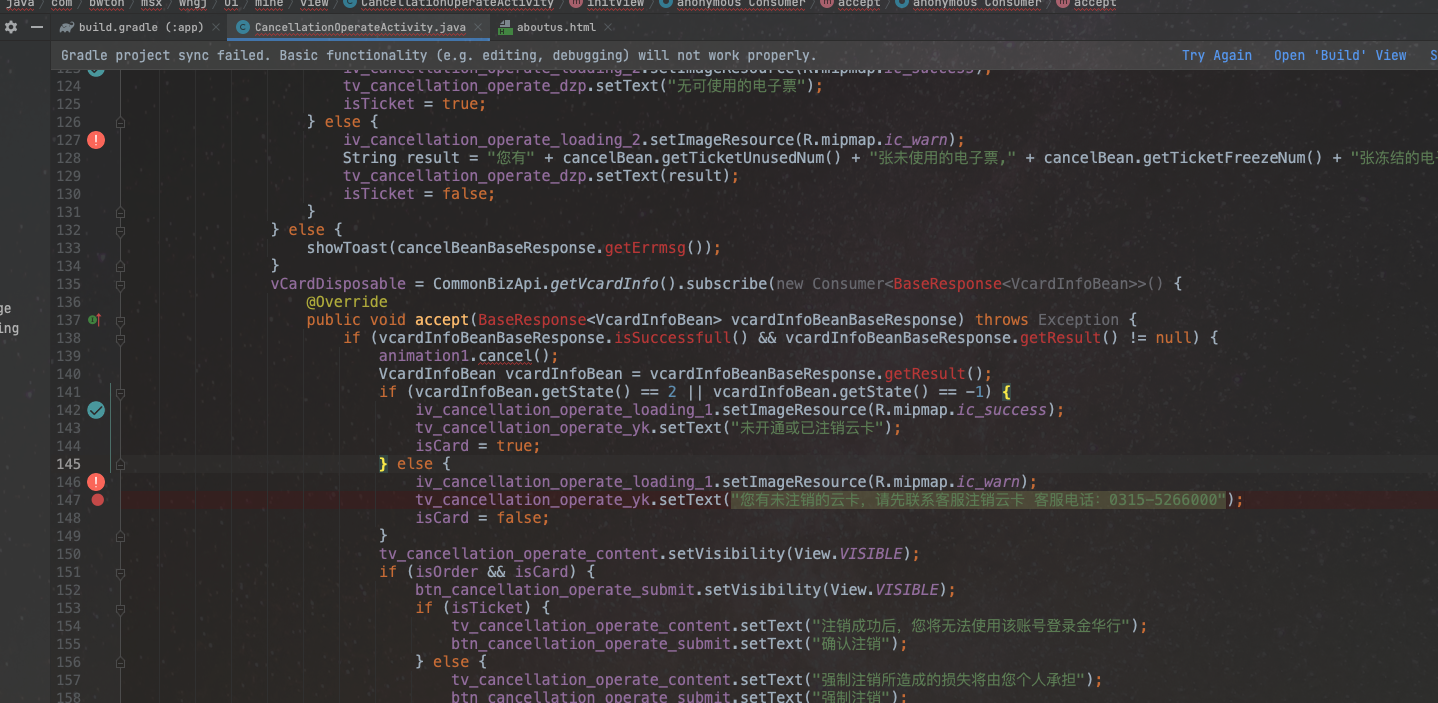 java / com / bwton / msx / wngj / ui / mine / view / CancellationOperateActivity / initView / anonymous Consumer / accept / anonymous Consumer / accept
build.gradle (:app) CancellationOperateActivity.java aboutus.html
Gradle project sync failed. Basic functionality (e.g. editing, debugging) will not work properly. Try Again Open 'Build' View S
123 iv_cancellation_operate_loading_2.setImageResource(R.mipmap.ic_success);
124 tv_cancellation_operate_dzp.setText("无可使用的电子票");
125 isTicket = true;
126 } else {
127 iv_cancellation_operate_loading_2.setImageResource(R.mipmap.ic_warn);
128 String result = "您有" + cancelBean.getTicketUnusedNum() + "张未使用的电子票," + cancelBean.getTicketFreezeNum() + "张冻结的电
129 tv_cancellation_operate_dzp.setText(result);
130 isTicket = false;
131 }
132 } else {
133 showToast(cancelBeanBaseResponse.getErrmsg());
134 }
135 vCardDisposable = CommonBizApi.getVcardInfo().subscribe(new Consumer<BaseResponse<VcardInfoBean>>() {
136 @Override
137 public void accept(BaseResponse<VcardInfoBean> vcardInfoBeanBaseResponse) throws Exception {
138 if (vcardInfoBeanBaseResponse.isSuccessfull() && vcardInfoBeanBaseResponse.getResult() != null) {
139 animation1.cancel();
140 VcardInfoBean vcardInfoBean = vcardInfoBeanBaseResponse.getResult();
141 if (vcardInfoBean.getState() == 2 || vcardInfoBean.getState() == -1) {
142 iv_cancellation_operate_loading_1.setImageResource(R.mipmap.ic_success);
143 tv_cancellation_operate_yk.setText("未开通或已注销云卡");
144 isCard = true;
145 } else {
146 iv_cancellation_operate_loading_1.setImageResource(R.mipmap.ic_warn);
147 tv_cancellation_operate_yk.setText("您有未注销的云卡，请先联系客服注销云卡 客服电话：0315-5266000");
148 isCard = false;
149 }
150 tv_cancellation_operate_content.setVisibility(View.VISIBLE);
151 if (isOrder && isCard) {
152 btn_cancellation_operate_submit.setVisibility(View.VISIBLE);
153 if (isTicket) {
154 tv_cancellation_operate_content.setText("注销成功后，您将无法使用该账号登录金华行");
155 btn_cancellation_operate_submit.setText("确认注销");
156 } else {
157 tv_cancellation_operate_content.setText("强制注销所造成的损失将由您个人承担");
158 btn_cancellation_operate_submit.setText("强制注销");
ge
ing